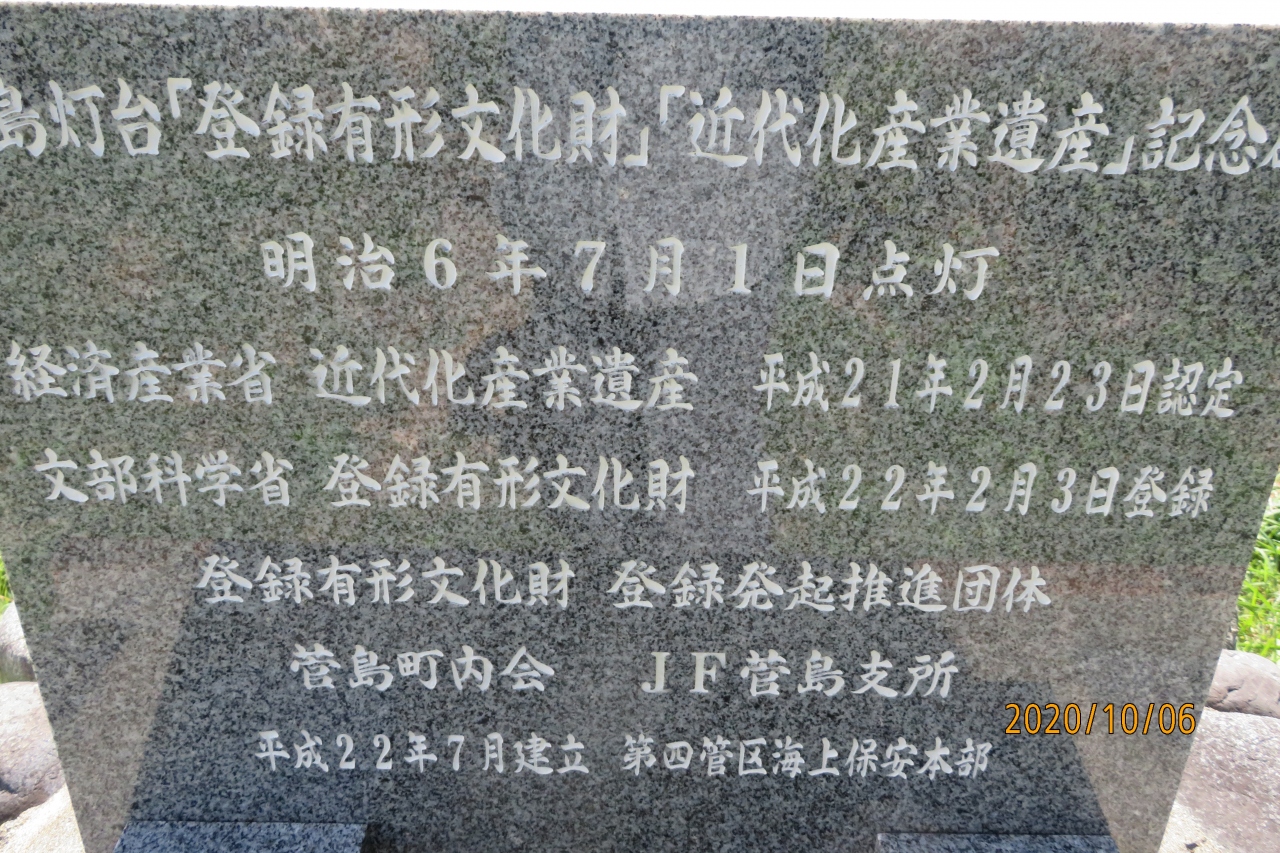 島灯台「登録有形文化財」「近代化産業遺産」記念
明治6年7月1日点灯
経済産業省 近代化産業遺産 平成21年2月23日認定
文部科学省 登録有形文化財 平成22年2月3日登録
登録有形文化財 登録発起推進団体
菅島町内会 JF菅島支所
平成22年7月建立 第四管区海上保安本部
2020/10/06